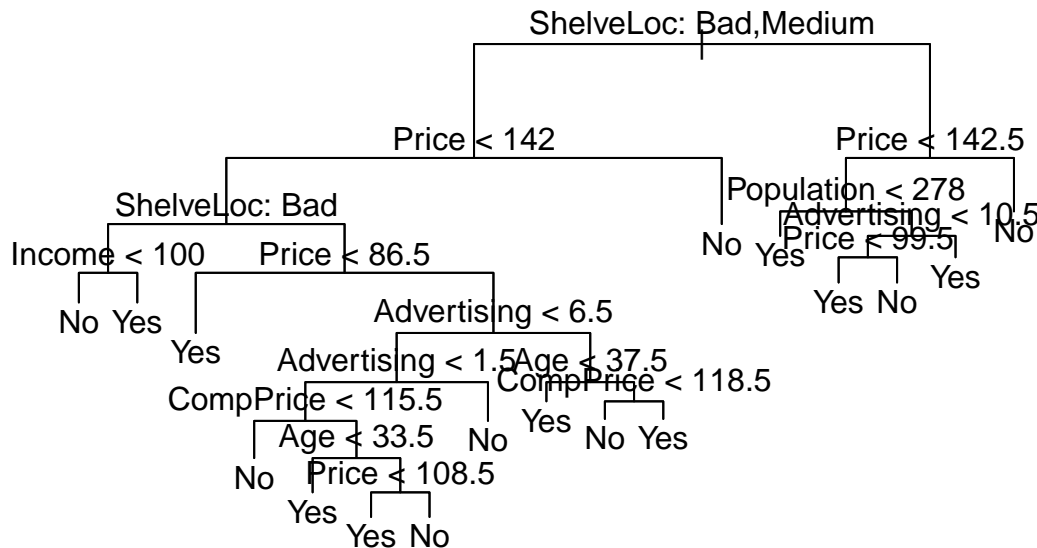 ShelveLoc: Bad,Medium
Price < 142
Price < 142.5
ShelveLoc: Bad
Population < 278
Advertising < 10.5
No
No
Income < 100
Price < 86.5
Yes
Price < 99.5
Yes
No
Yes
Yes
Yes
No
Advertising < 6.5
Advertising < 1.5
Age < 37.5
CompPrice < 118.5
CompPrice < 115.5
Yes
No
Yes
No
Age < 33.5
No
Price < 108.5
Yes
Yes
No